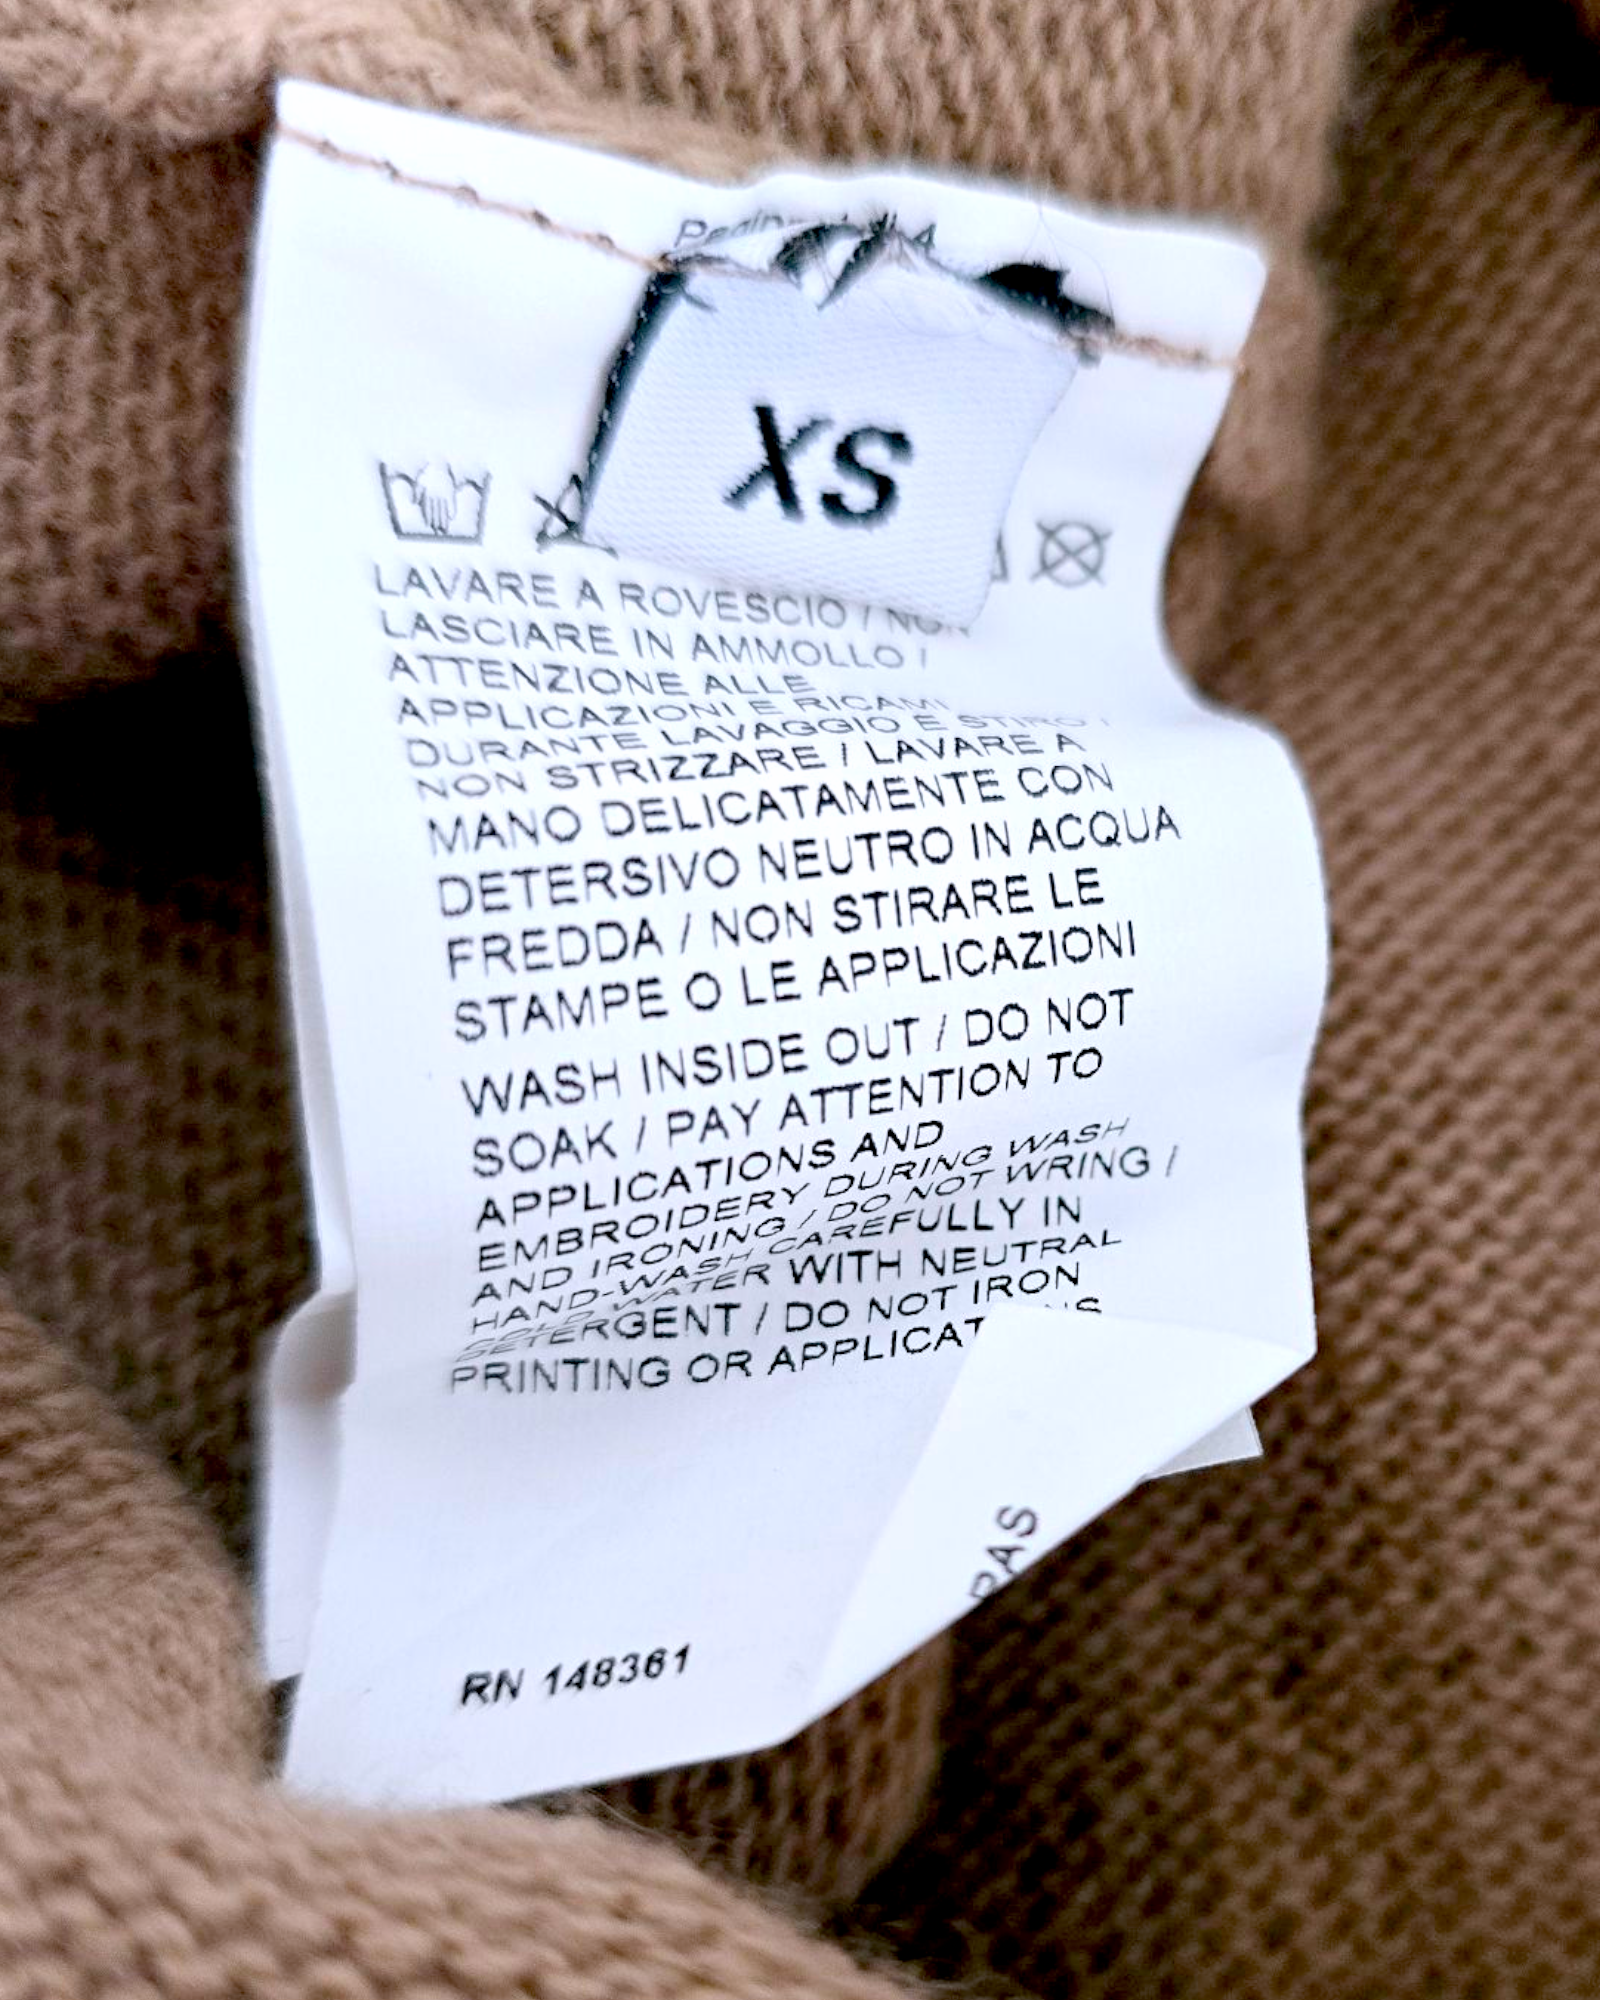 XS
LAVARE A ROVESCIO / NON
LASCIARE IN AMMOLLO /
ATTENZIONE ALLE
APPLICAZIONI E RICAMI
DURANTE LAVAGGIO E STIRO /
NON STRIZZARE / LAVARE A
MANO DELICATAMENTE CON
DETERSIVO NEUTRO IN ACQUA
FREDDA / NON STIRARE LE
STAMPE O LE APPLICAZIONI
WASH INSIDE OUT / DO NOT
SOAK / PAY ATTENTION TO
APPLICATIONS AND
EMBROIDERY DURING WASH
AND IRONING / DO NOT WRING /
HAND-WASH CAREFULLY IN
COLD WATER WITH NEUTRAL
DETERGENT / DO NOT IRON
PRINTING OR
PAS
RN 148361